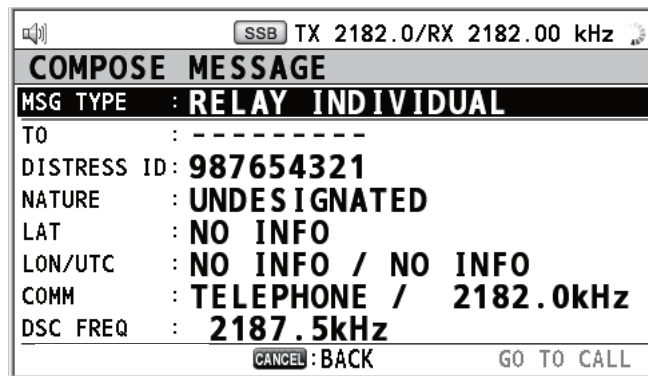 SSB TX 2182.0/RX 2182.00 kHz
COMPOSE MESSAGE
MSG TYPE : RELAY INDIVIDUAL
TO : ---------
DISTRESS ID: 987654321
NATURE : UNDESIGNATED
LAT : NO INFO
LON/UTC : NO INFO / NO INFO
COMM : TELEPHONE / 2182.0kHz
DSC FREQ : 2187.5kHz
CANCEL : BACK GO TO CALL